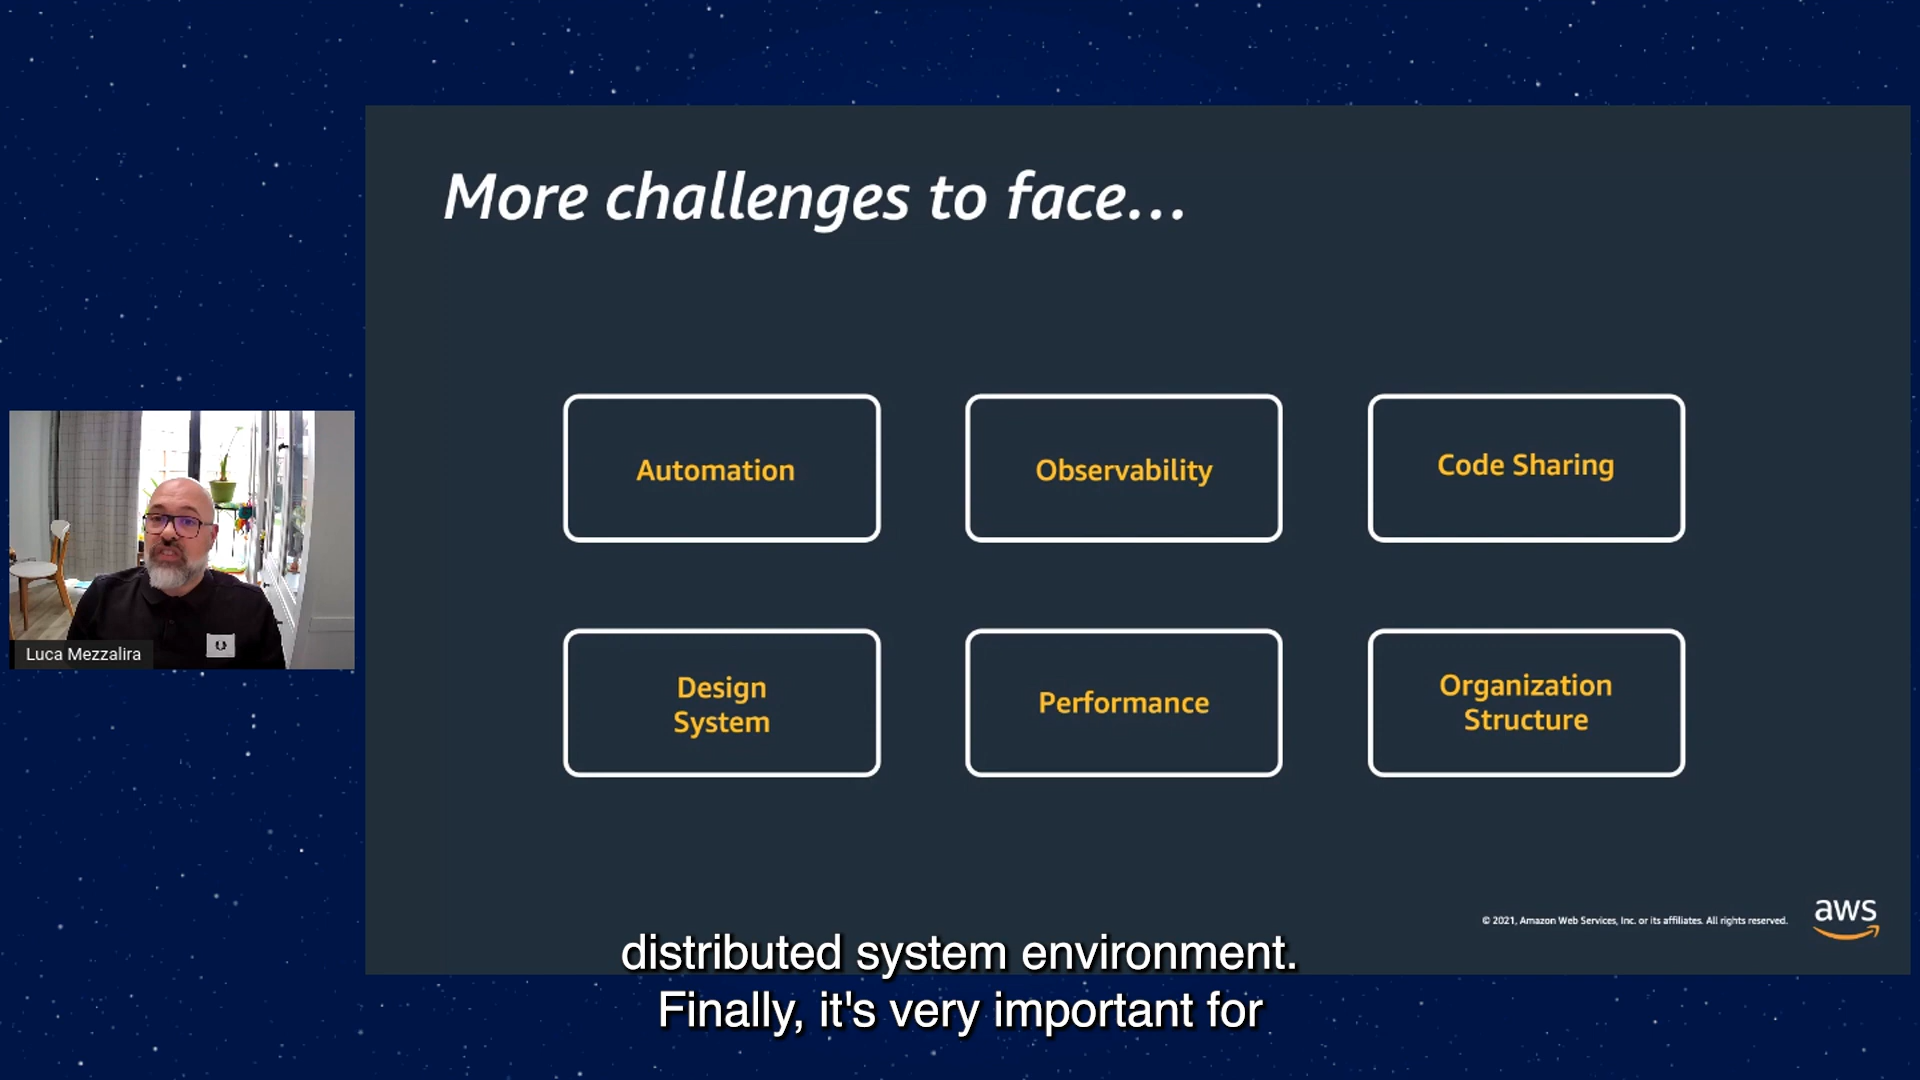 More challenges to face...
Automation
Observability
Code Sharing
Design
System
Performance
Organization
Structure
Luca Mezzalira
© 2021, Amazon Web Services, Inc. or its affiliates. All rights reserved.
aws
distributed system environment.
Finally, it's very important for